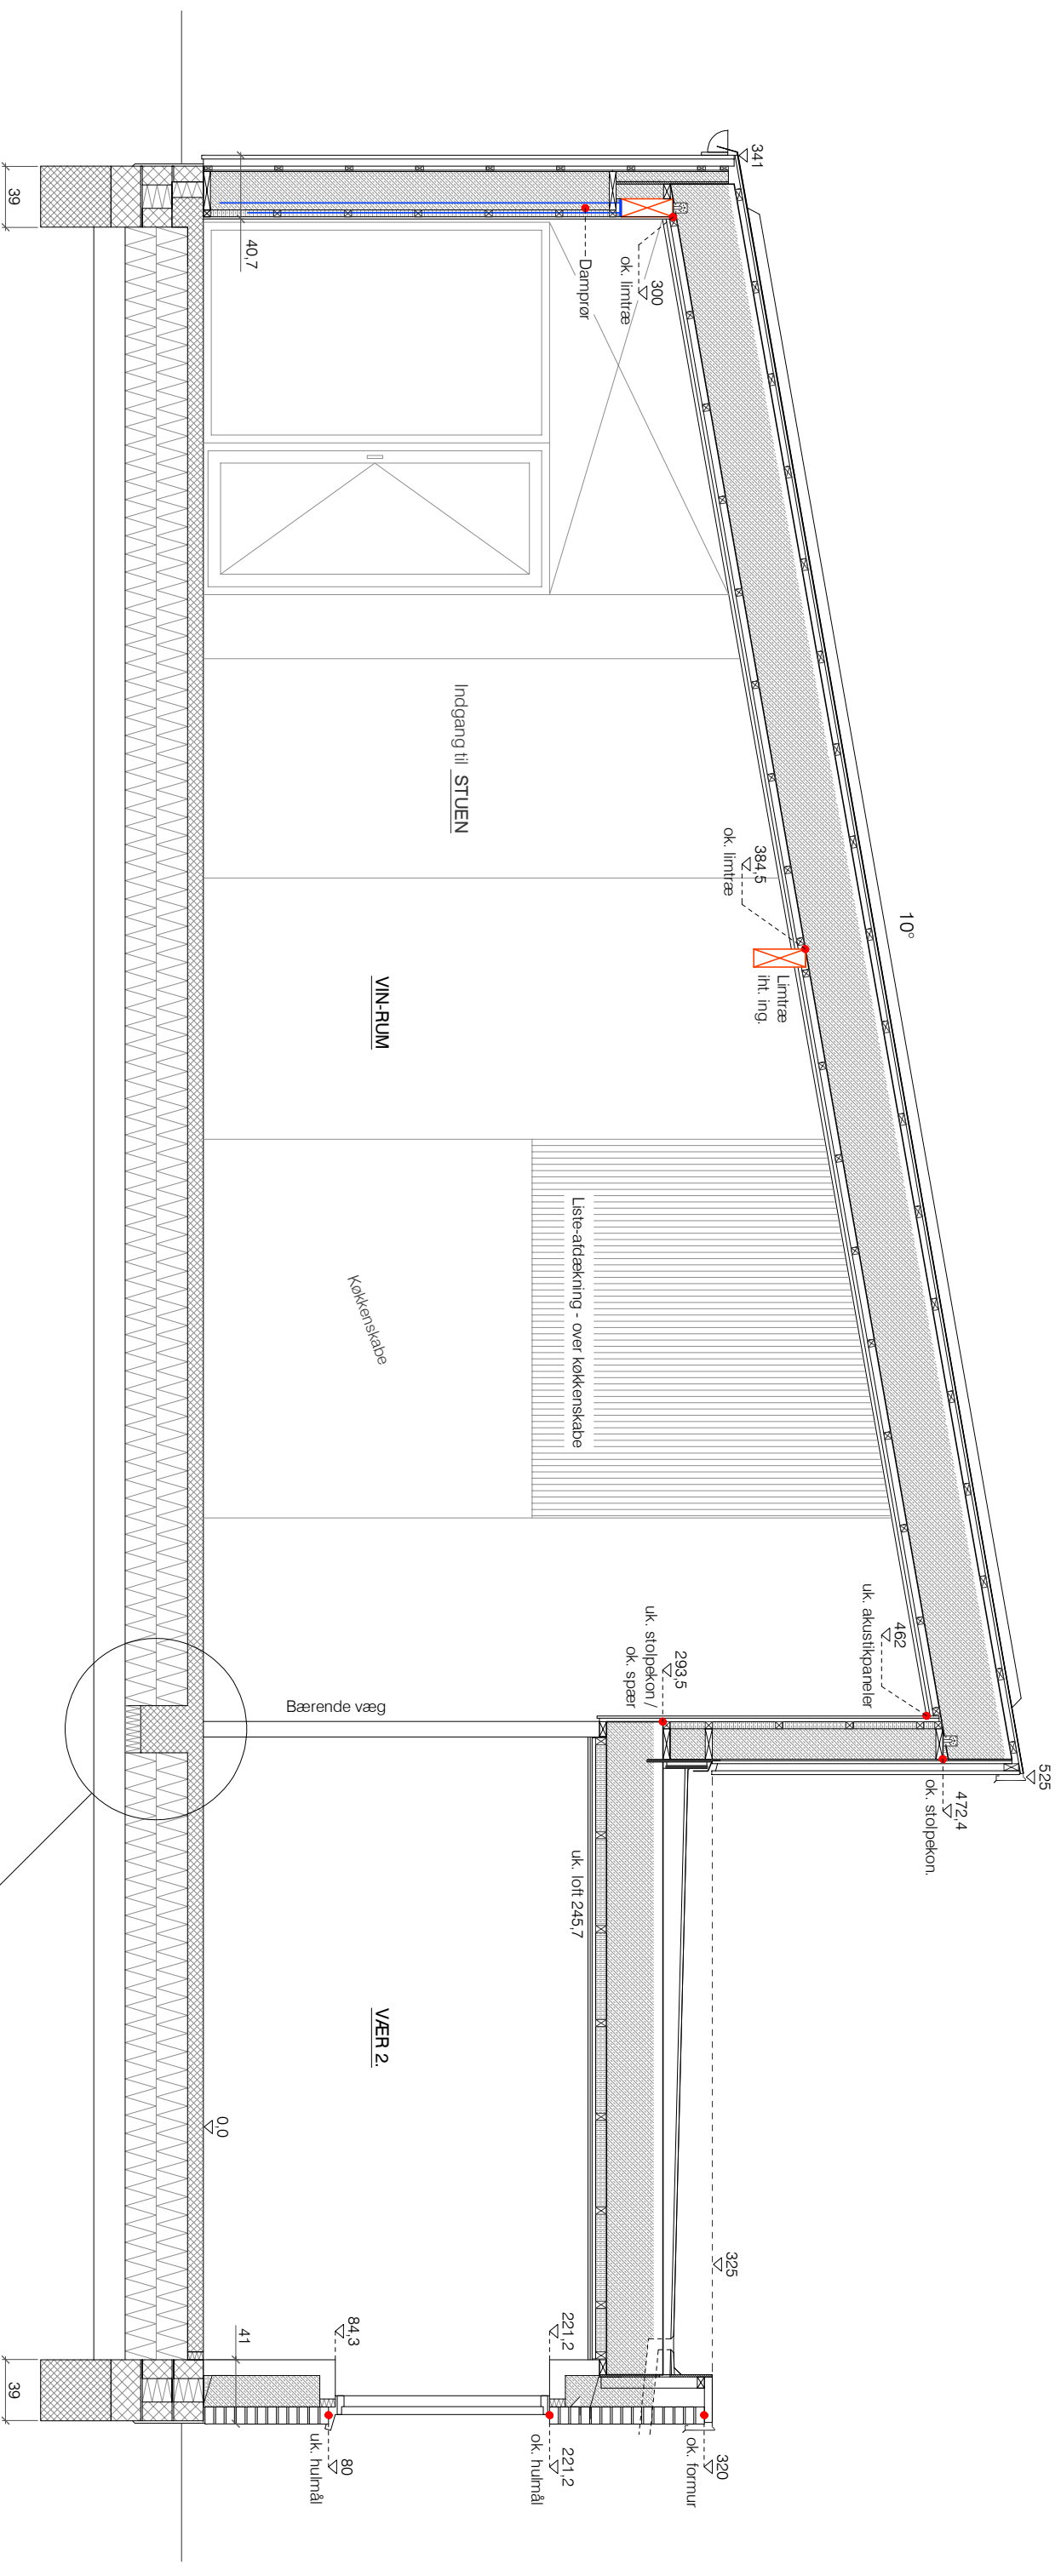 341
39
40,7
300
ok. limtræ
Damprør
Indgang til STUEN
10°
384,5
ok. limtræ
Limtræ
iht. ing.
VIN-RUM
Liste-afdækning - over køkkenskabe
Køkkenskabe
462
uk. akustikpaneler
293,5
uk. stolpekon /
ok. spær
Bærende væg
525
472,4
ok. stolpekon.
uk. loft 245,7
VÆR 2.
0,0
325
41
84,3
221,2
39
80
uk. hulmål
221,2
ok. hulmål
320
ok. formur